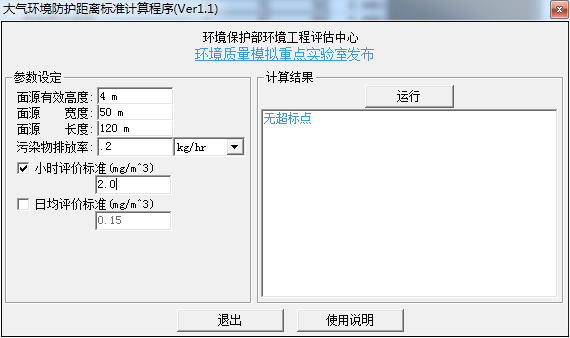 大气环境防护距离标准计算程序(Ver1.1)
环境保护部环境工程评估中心
环境质量模拟重点实验室发布
参数设定
面源有效高度: 4 m
面源 宽度: 50 m
面源 长度: 120 m
污染物排放率: .2 kg/hr
小时评价标准(mg/m^3)
2.0
日均评价标准(mg/m^3)
0.15
计算结果
运行
无超标点
退出 使用说明